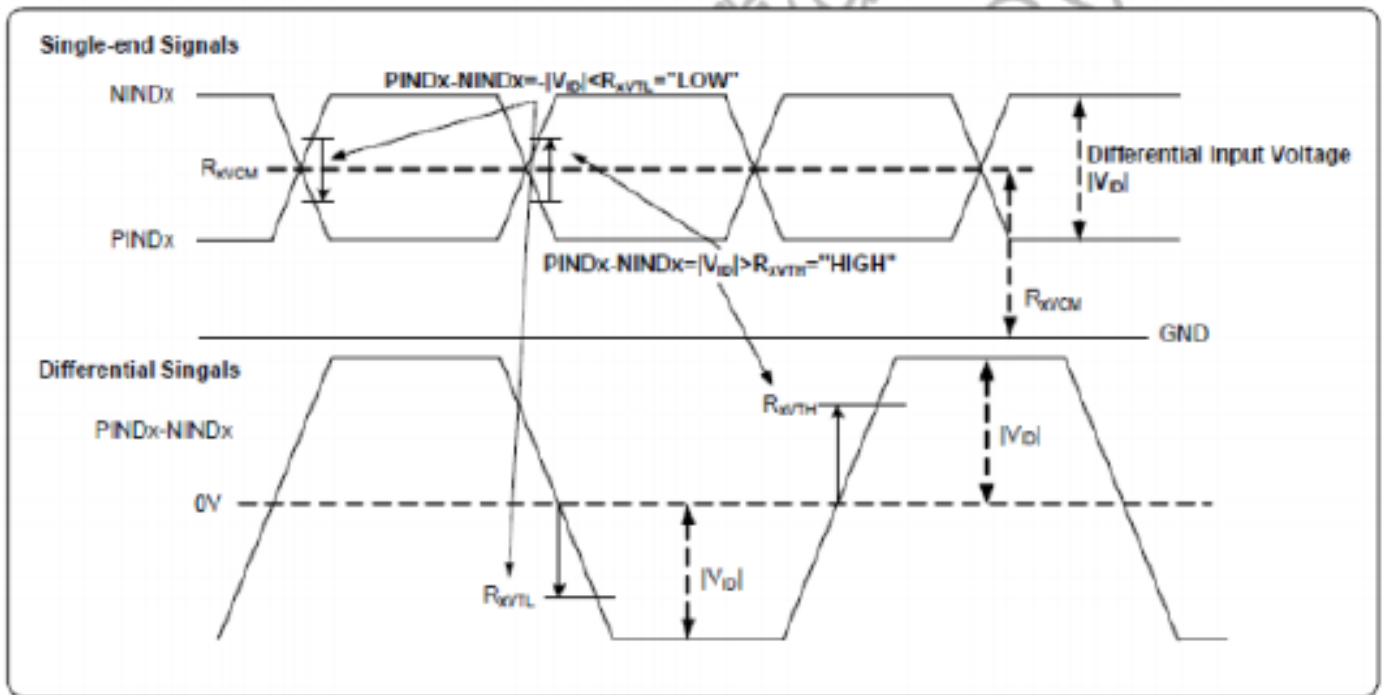 Single-end Signals
PINDx-NINDx=-|VID|<RxVTL="LOW"
NINDx
RxVCM
Differential Input Voltage
|VID|
PINDx
PINDx-NINDx=|VID|>RxVTH="HIGH"
RxVCM
GND
Differential Singals
RxVTH
PINDx-NINDx
|VID|
0V
RxVTL
|VID|